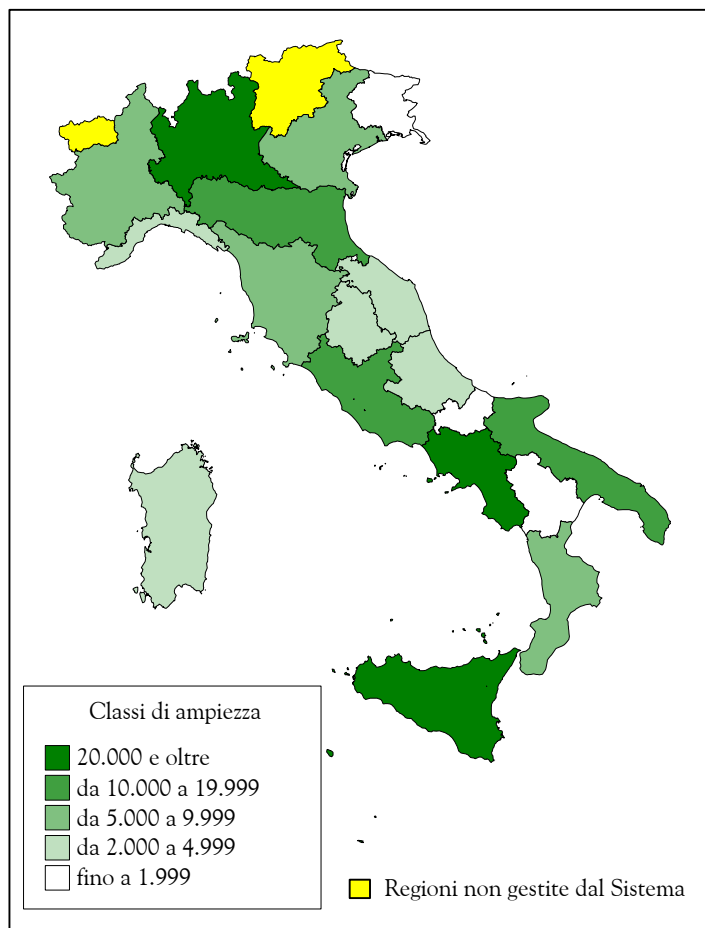 Classi di ampiezza
20.000 e oltre
da 10.000 a 19.999
da 5.000 a 9.999
da 2.000 a 4.999
fino a 1.999
Regioni non gestite dal Sistema